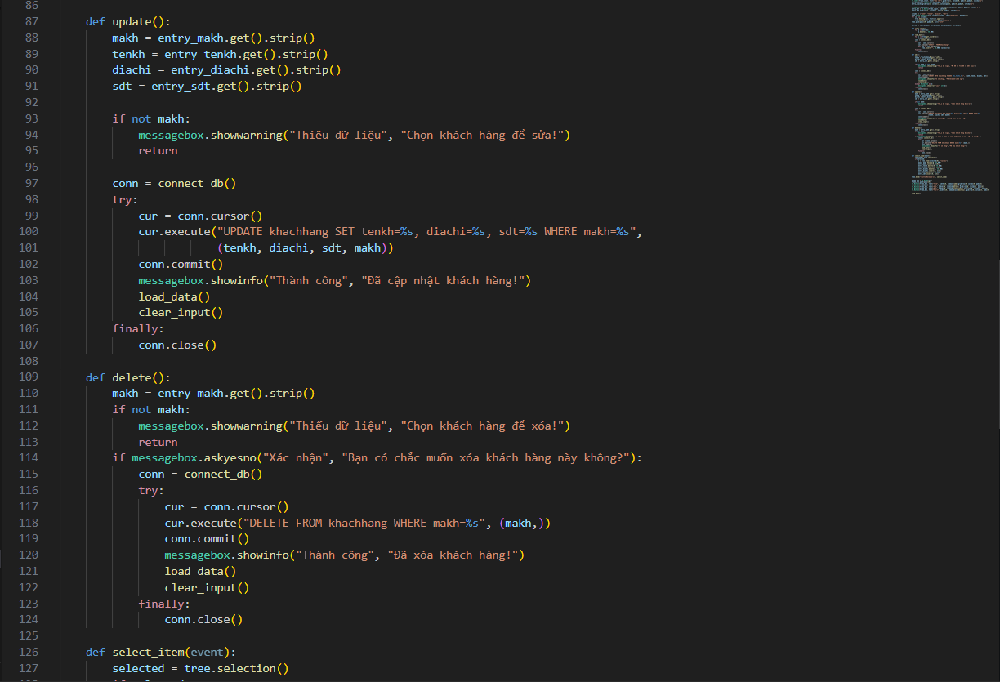 86
87 def update():
88 makh = entry_makh.get().strip()
89 tenkh = entry_tenkh.get().strip()
90 diachi = entry_diachi.get().strip()
91 sdt = entry_sdt.get().strip()
92
93 if not makh:
94 messagebox.showwarning("Thiếu dữ liệu", "Chọn khách hàng để sửa!")
95 return
96
97 conn = connect_db()
98 try:
99 cur = conn.cursor()
100 cur.execute("UPDATE khachhang SET tenkh=%s, diachi=%s, sdt=%s WHERE makh=%s",
101 (tenkh, diachi, sdt, makh))
102 conn.commit()
103 messagebox.showinfo("Thành công", "Đã cập nhật khách hàng!")
104 load_data()
105 clear_input()
106 finally:
107 conn.close()
108
109 def delete():
110 makh = entry_makh.get().strip()
111 if not makh:
112 messagebox.showwarning("Thiếu dữ liệu", "Chọn khách hàng để xóa!")
113 return
114 if messagebox.askyesno("Xác nhận", "Bạn có chắc muốn xóa khách hàng này không?"):
115 conn = connect_db()
116 try:
117 cur = conn.cursor()
118 cur.execute("DELETE FROM khachhang WHERE makh=%s", (makh,))
119 conn.commit()
120 messagebox.showinfo("Thành công", "Đã xóa khách hàng!")
121 load_data()
122 clear_input()
123 finally:
124 conn.close()
125
126 def select_item(event):
127 selected = tree.selection()